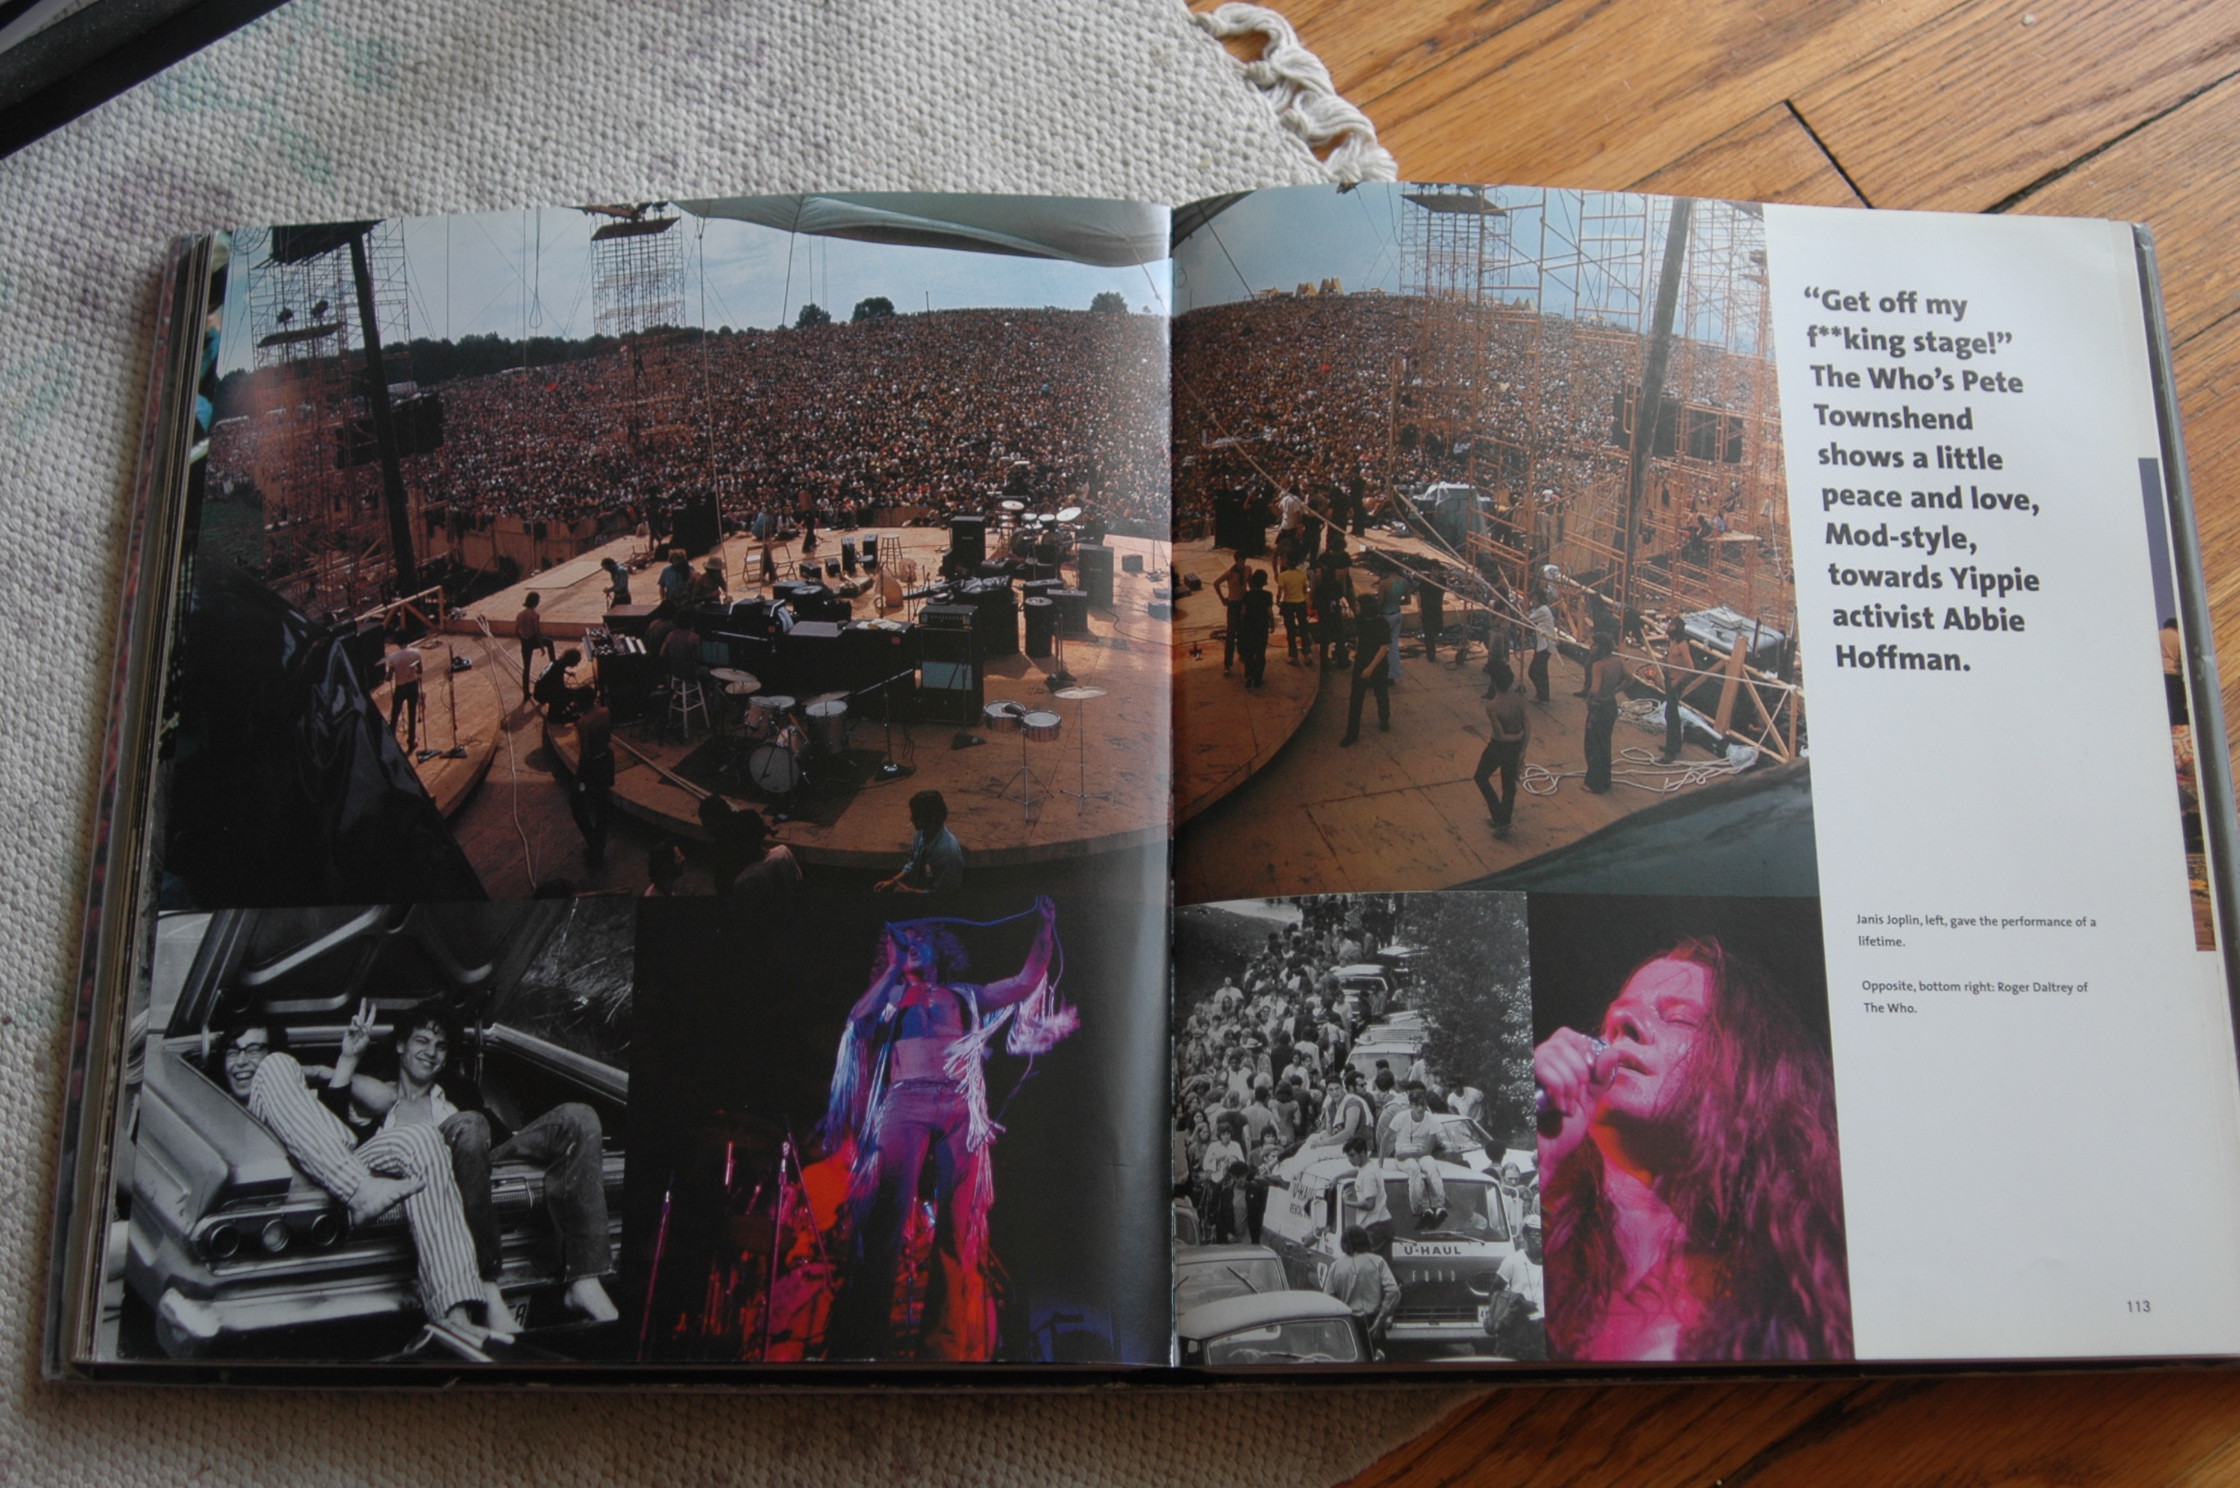 “Get off my
f**king stage!”
The Who’s Pete
Townshend
shows a little
peace and love,
Mod-style,
towards Yippie
activist Abbie
Hoffman.
Janis Joplin, left, gave the performance of a
lifetime.
Opposite, bottom right: Roger Daltrey of
The Who.
U-HAUL
FORD
113